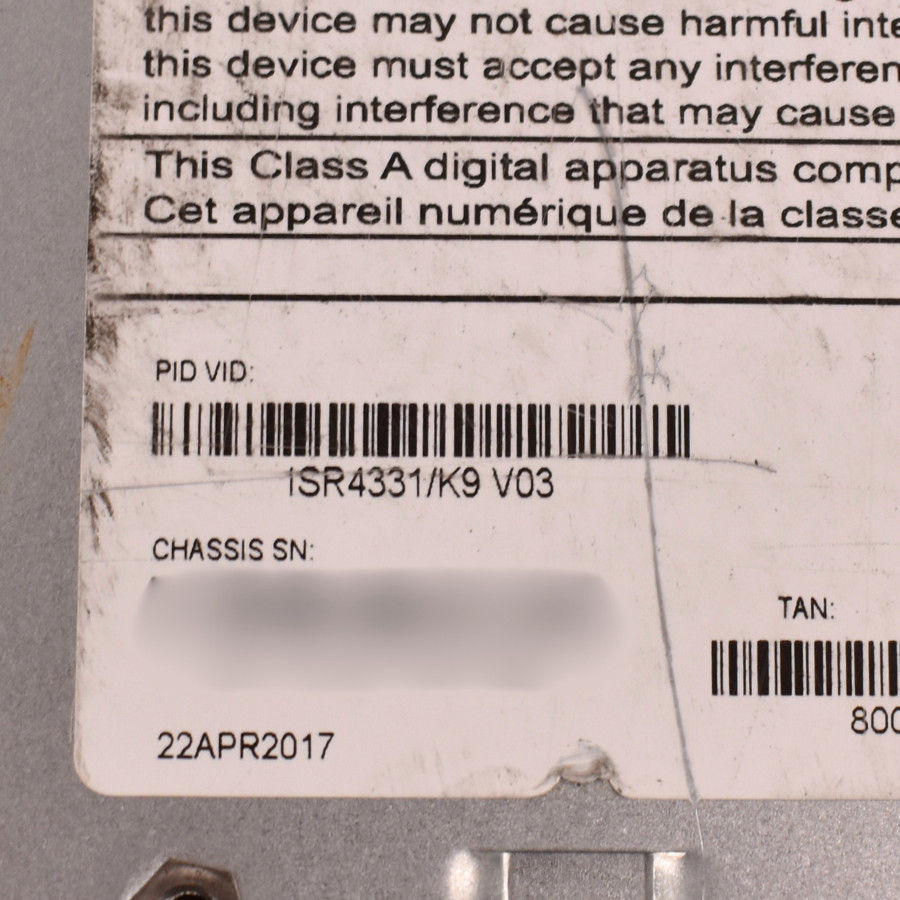 this device may not cause harmful inte
this device must accept any interferen
including interference that may cause
This Class A digital apparatus comp
Cet appareil numérique de la classe
PID VID:
ISR4331/K9 V03
CHASSIS SN:
TAN:
800
22APR2017